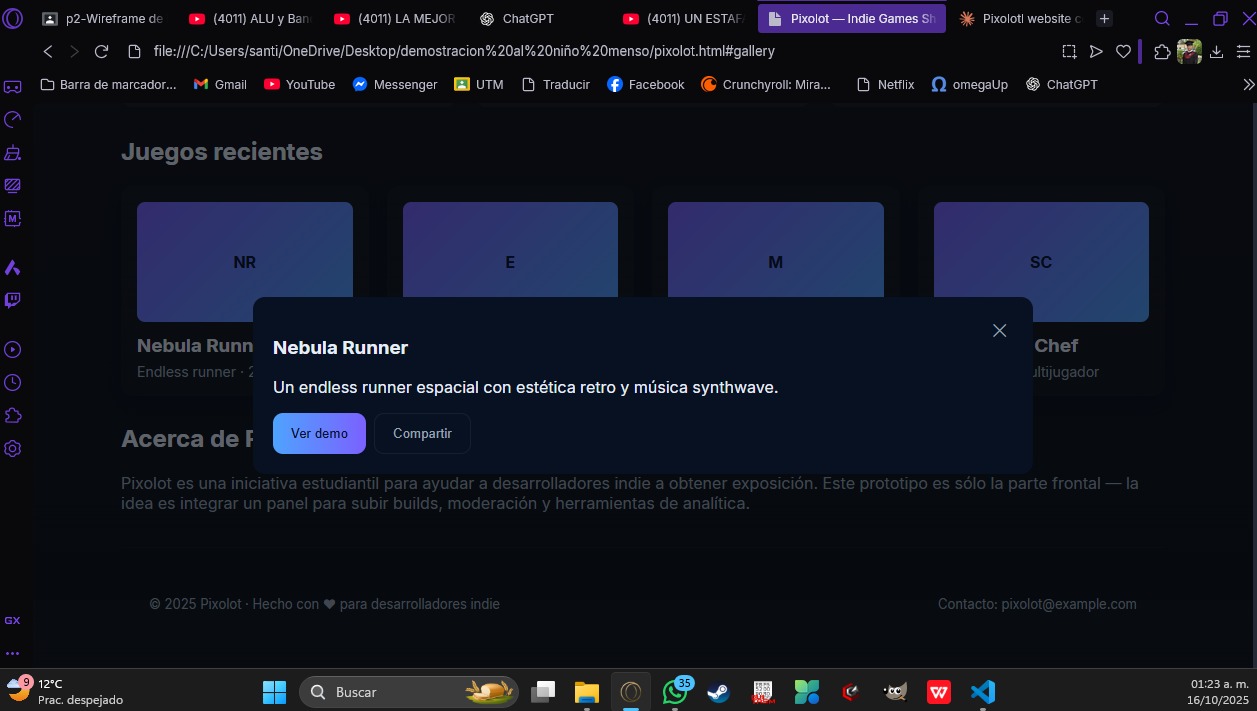 p2-Wireframe de
(4011) ALU y Ban
(4011) LA MEJOR
ChatGPT
(4011) UN ESTAFA
Pixolot — Indie Games Sh
Pixolotl website c
file:///C:/Users/santi/OneDrive/Desktop/demostracion%20al%20niño%20menso/pixolot.html#gallery
Barra de marcador...
Gmail
YouTube
Messenger
UTM
Traducir
Facebook
Crunchyroll: Mira...
Netflix
omegaUp
ChatGPT
Juegos recientes
NR
E
M
SC
Nebula Runn
Chef
Endless runner · 2
ultijugador
Nebula Runner
Un endless runner espacial con estética retro y música synthwave.
Ver demo
Compartir
Acerca de P
Pixolot es una iniciativa estudiantil para ayudar a desarrolladores indie a obtener exposición. Este prototipo es sólo la parte frontal — la
idea es integrar un panel para subir builds, moderación y herramientas de analítica.
© 2025 Pixolot · Hecho con ❤ para desarrolladores indie
Contacto: pixolot@example.com
GX
9
12°C
Prac. despejado
Buscar
35
01:23 a. m.
16/10/2025